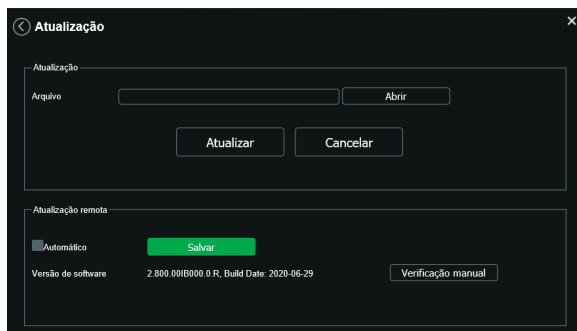 Atualização
Atualização
Arquivo Abrir
Atualizar Cancelar
Atualização remota
Automático Salvar
Versão de software 2.800.00IB000.0.R, Build Date: 2020-06-29 Verificação manual